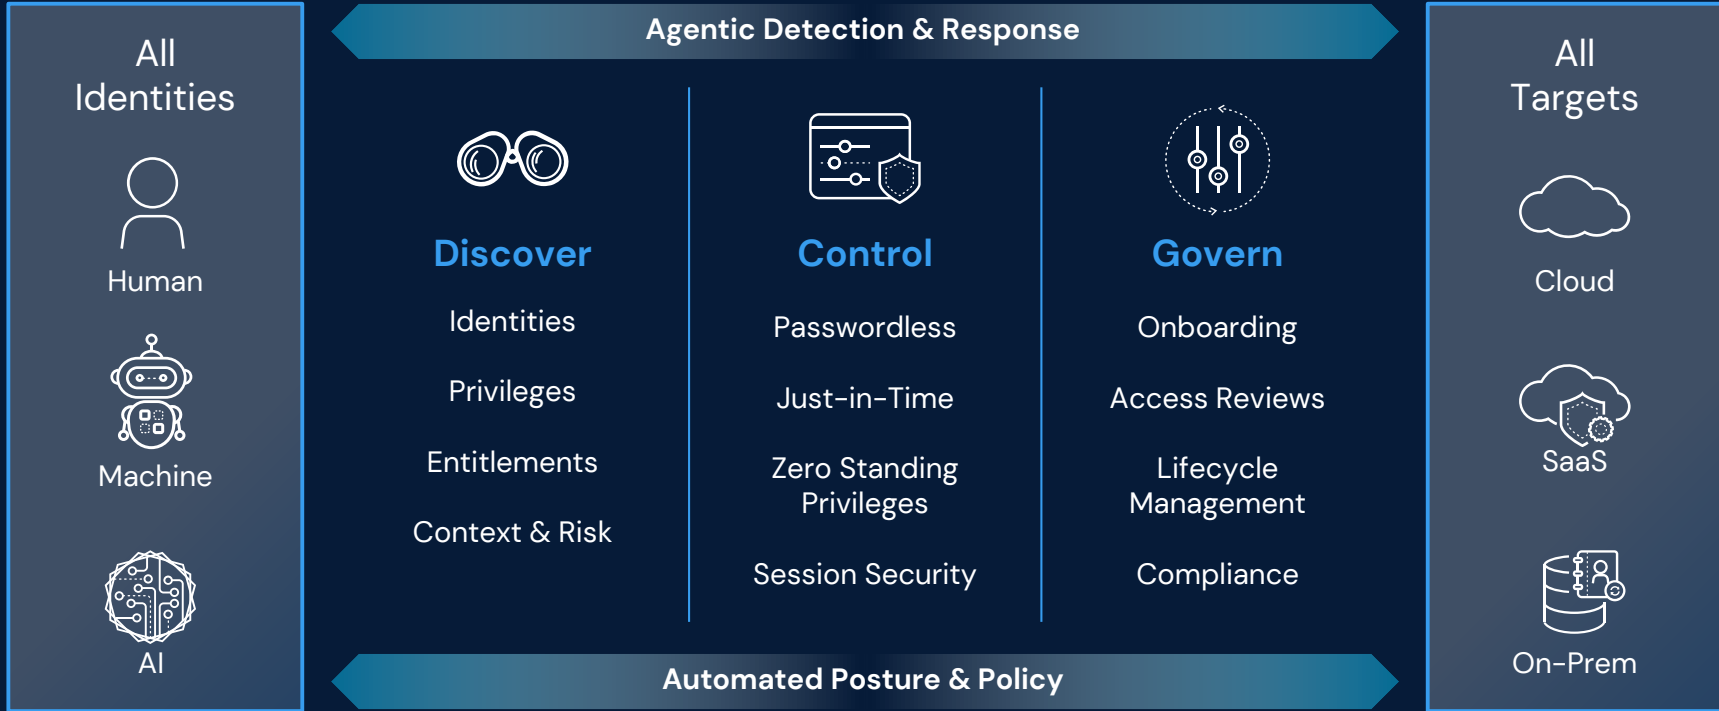 All
Identities
Human
Machine
AI
Agentic Detection & Response
Discover
Identities
Privileges
Entitlements
Context & Risk
Control
Passwordless
Just-in-Time
Zero Standing
Privileges
Session Security
Govern
Onboarding
Access Reviews
Lifecycle
Management
Compliance
Automated Posture & Policy
All
Targets
Cloud
SaaS
On-Prem